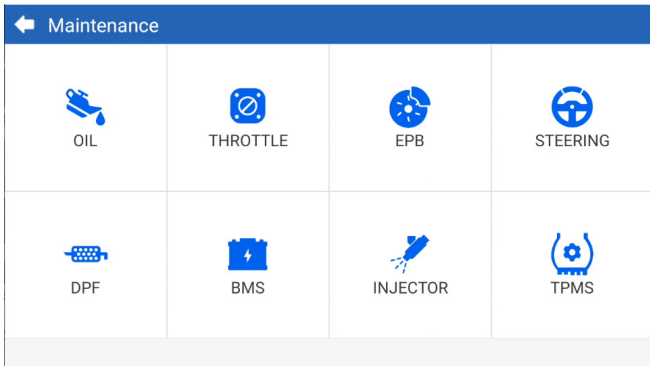 Maintenance
OIL
THROTTLE
EPB
STEERING
DPF
BMS
INJECTOR
TPMS